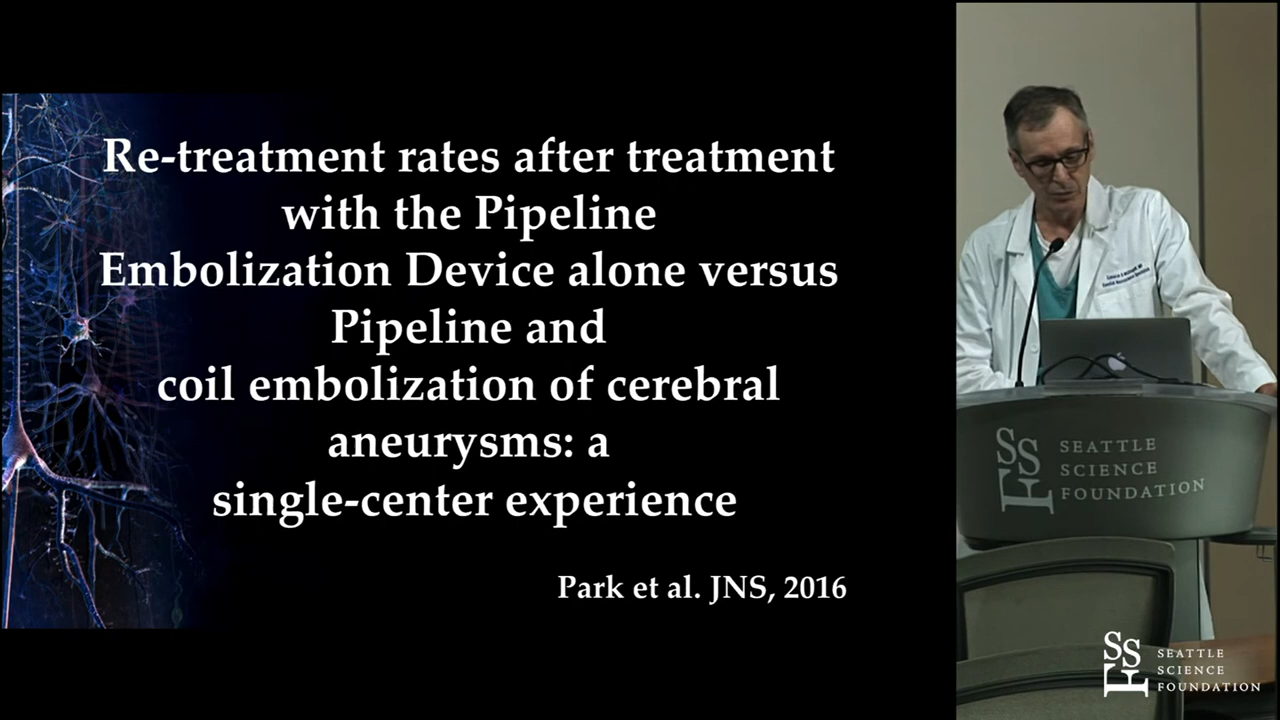 Re-treatment rates after treatment
with the Pipeline
Embolization Device alone versus
Pipeline and
coil embolization of cerebral
aneurysms: a
single-center experience
Park et al. JNS, 2016
SSF SEATTLE
SCIENCE
FOUNDATION
SSF SEATTLE
SCIENCE
FOUNDATION